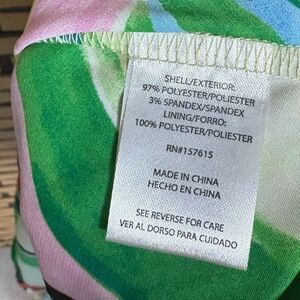 SHELL/EXTERIOR:
97% POLYESTER/POLIESTER
3% SPANDEX/SPANDEX
LINING/FORRO:
100% POLYESTER/POLIESTER
RN#157615
MADE IN CHINA
HECHO EN CHINA
SEE REVERSE FOR CARE
VER AL DORSO PARA CUIDADO